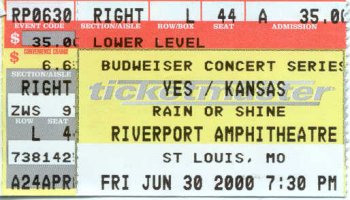 RP0630 RIGHT L 44 A 35.00
EVENT CODE SECTION/AISLE ROW SEAT ADMISSION
$ 35.00 LOWER LEVEL
CONVENIENCE CHARGE
$ 6.6 BUDWEISER CONCERT SERIES
SECTION/AISLE
RIGHT YES / KANSAS
ticketmaster
ZWS 9 RAIN OR SHINE
ROW SEAT
L 4 RIVERPORT AMPHITHEATRE
738142 ST LOUIS, MO
A24APR FRI JUN 30 2000 7:30 PM